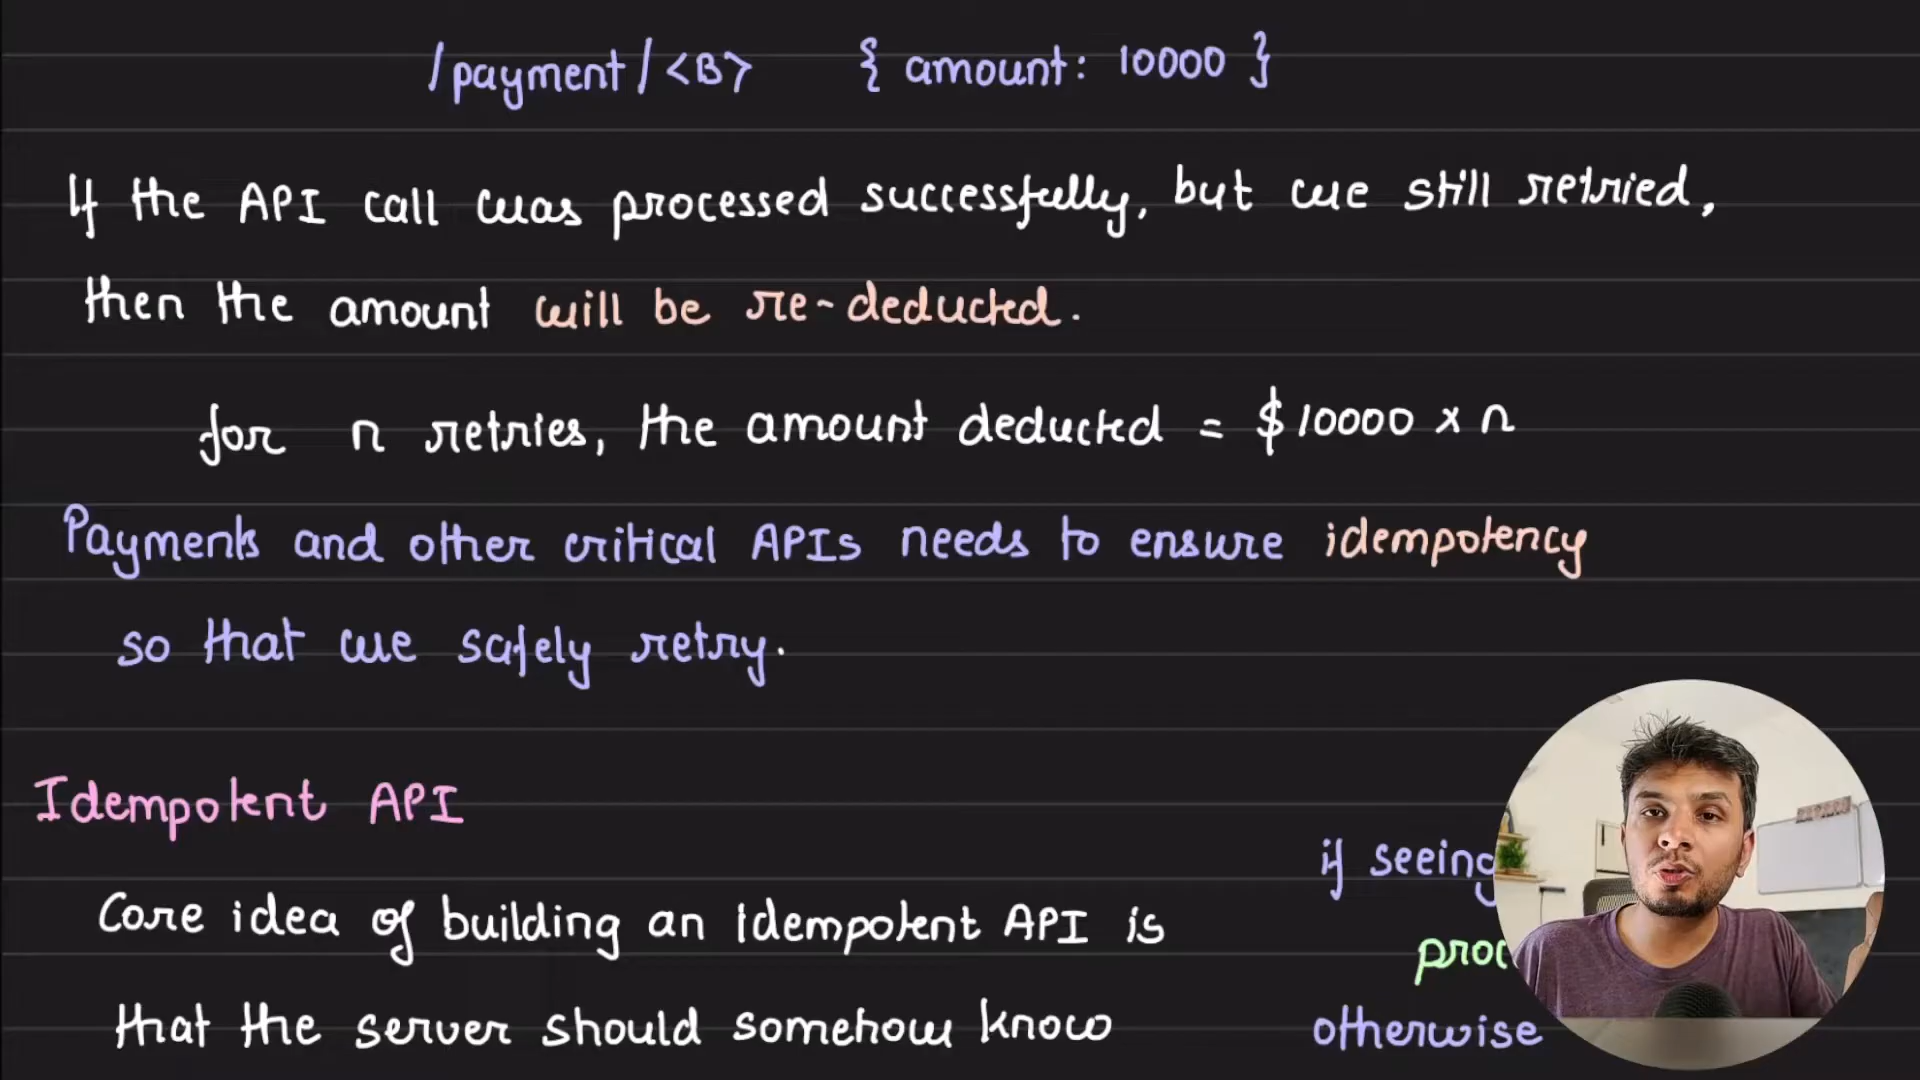 /payment/<B> { amount: 10000 }
If the API call was processed successfully, but we still retried,
then the amount will be re-deducted.
for n retries, the amount deducted = $10000 x n
Payments and other critical APIs needs to ensure idempotency
so that we safely retry.
Idempotent API
Core idea of building an idempotent API is
that the server should somehow know
if seeing
proc
otherwise